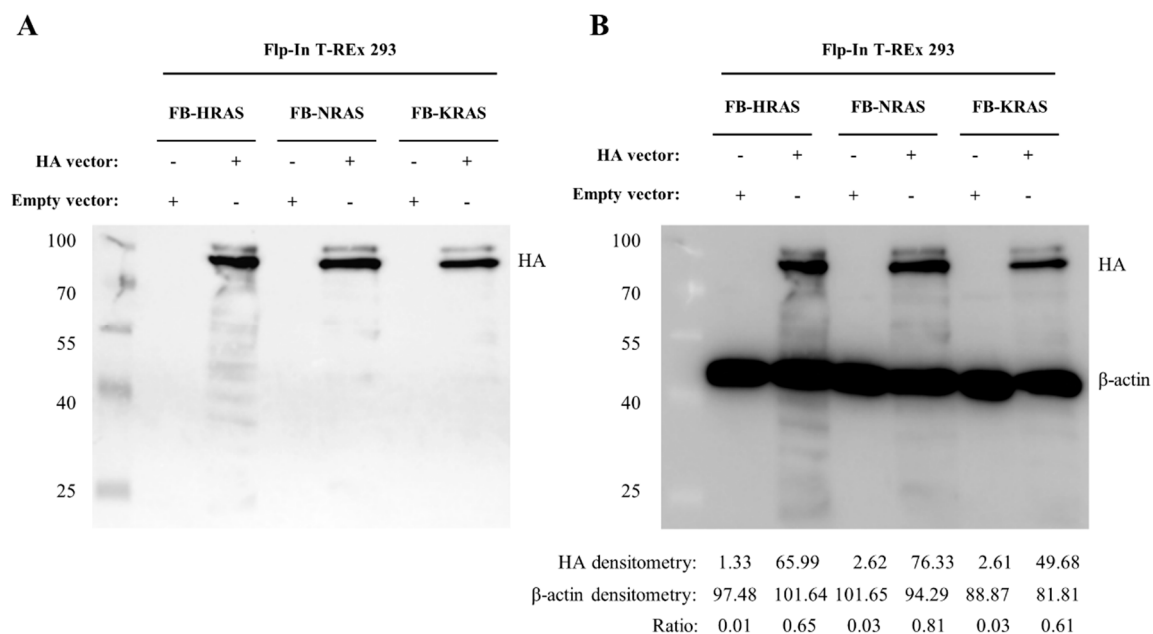 A
Flp-In T-REx 293
FB-HRAS FB-NRAS FB-KRAS
HA vector: - + - + - +
Empty vector: + - + - + -
100
HA
70
55
40
25
B
Flp-In T-REx 293
FB-HRAS FB-NRAS FB-KRAS
HA vector: - + - + - +
Empty vector: + - + - + -
100
HA
70
55
β-actin
40
25
HA densitometry: 1.33 65.99 2.62 76.33 2.61 49.68
β-actin densitometry: 97.48 101.64 101.65 94.29 88.87 81.81
Ratio: 0.01 0.65 0.03 0.81 0.03 0.61